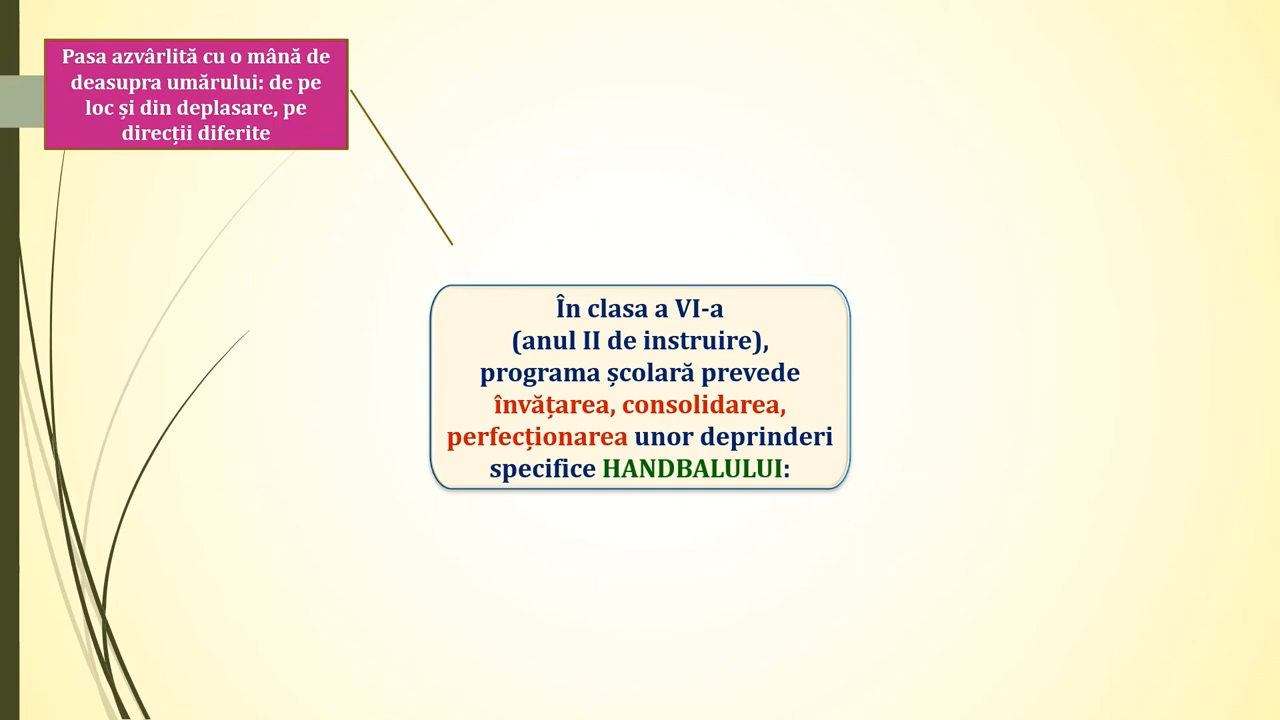 Pasa azvârlită cu o mână de
deasupra umărului: de pe
loc și din deplasare, pe
direcții diferite
În clasa a VI-a
(anul II de instruire),
programa școlară prevede
învățarea, consolidarea,
perfecționarea unor deprinderi
specifice HANDBALULUI: